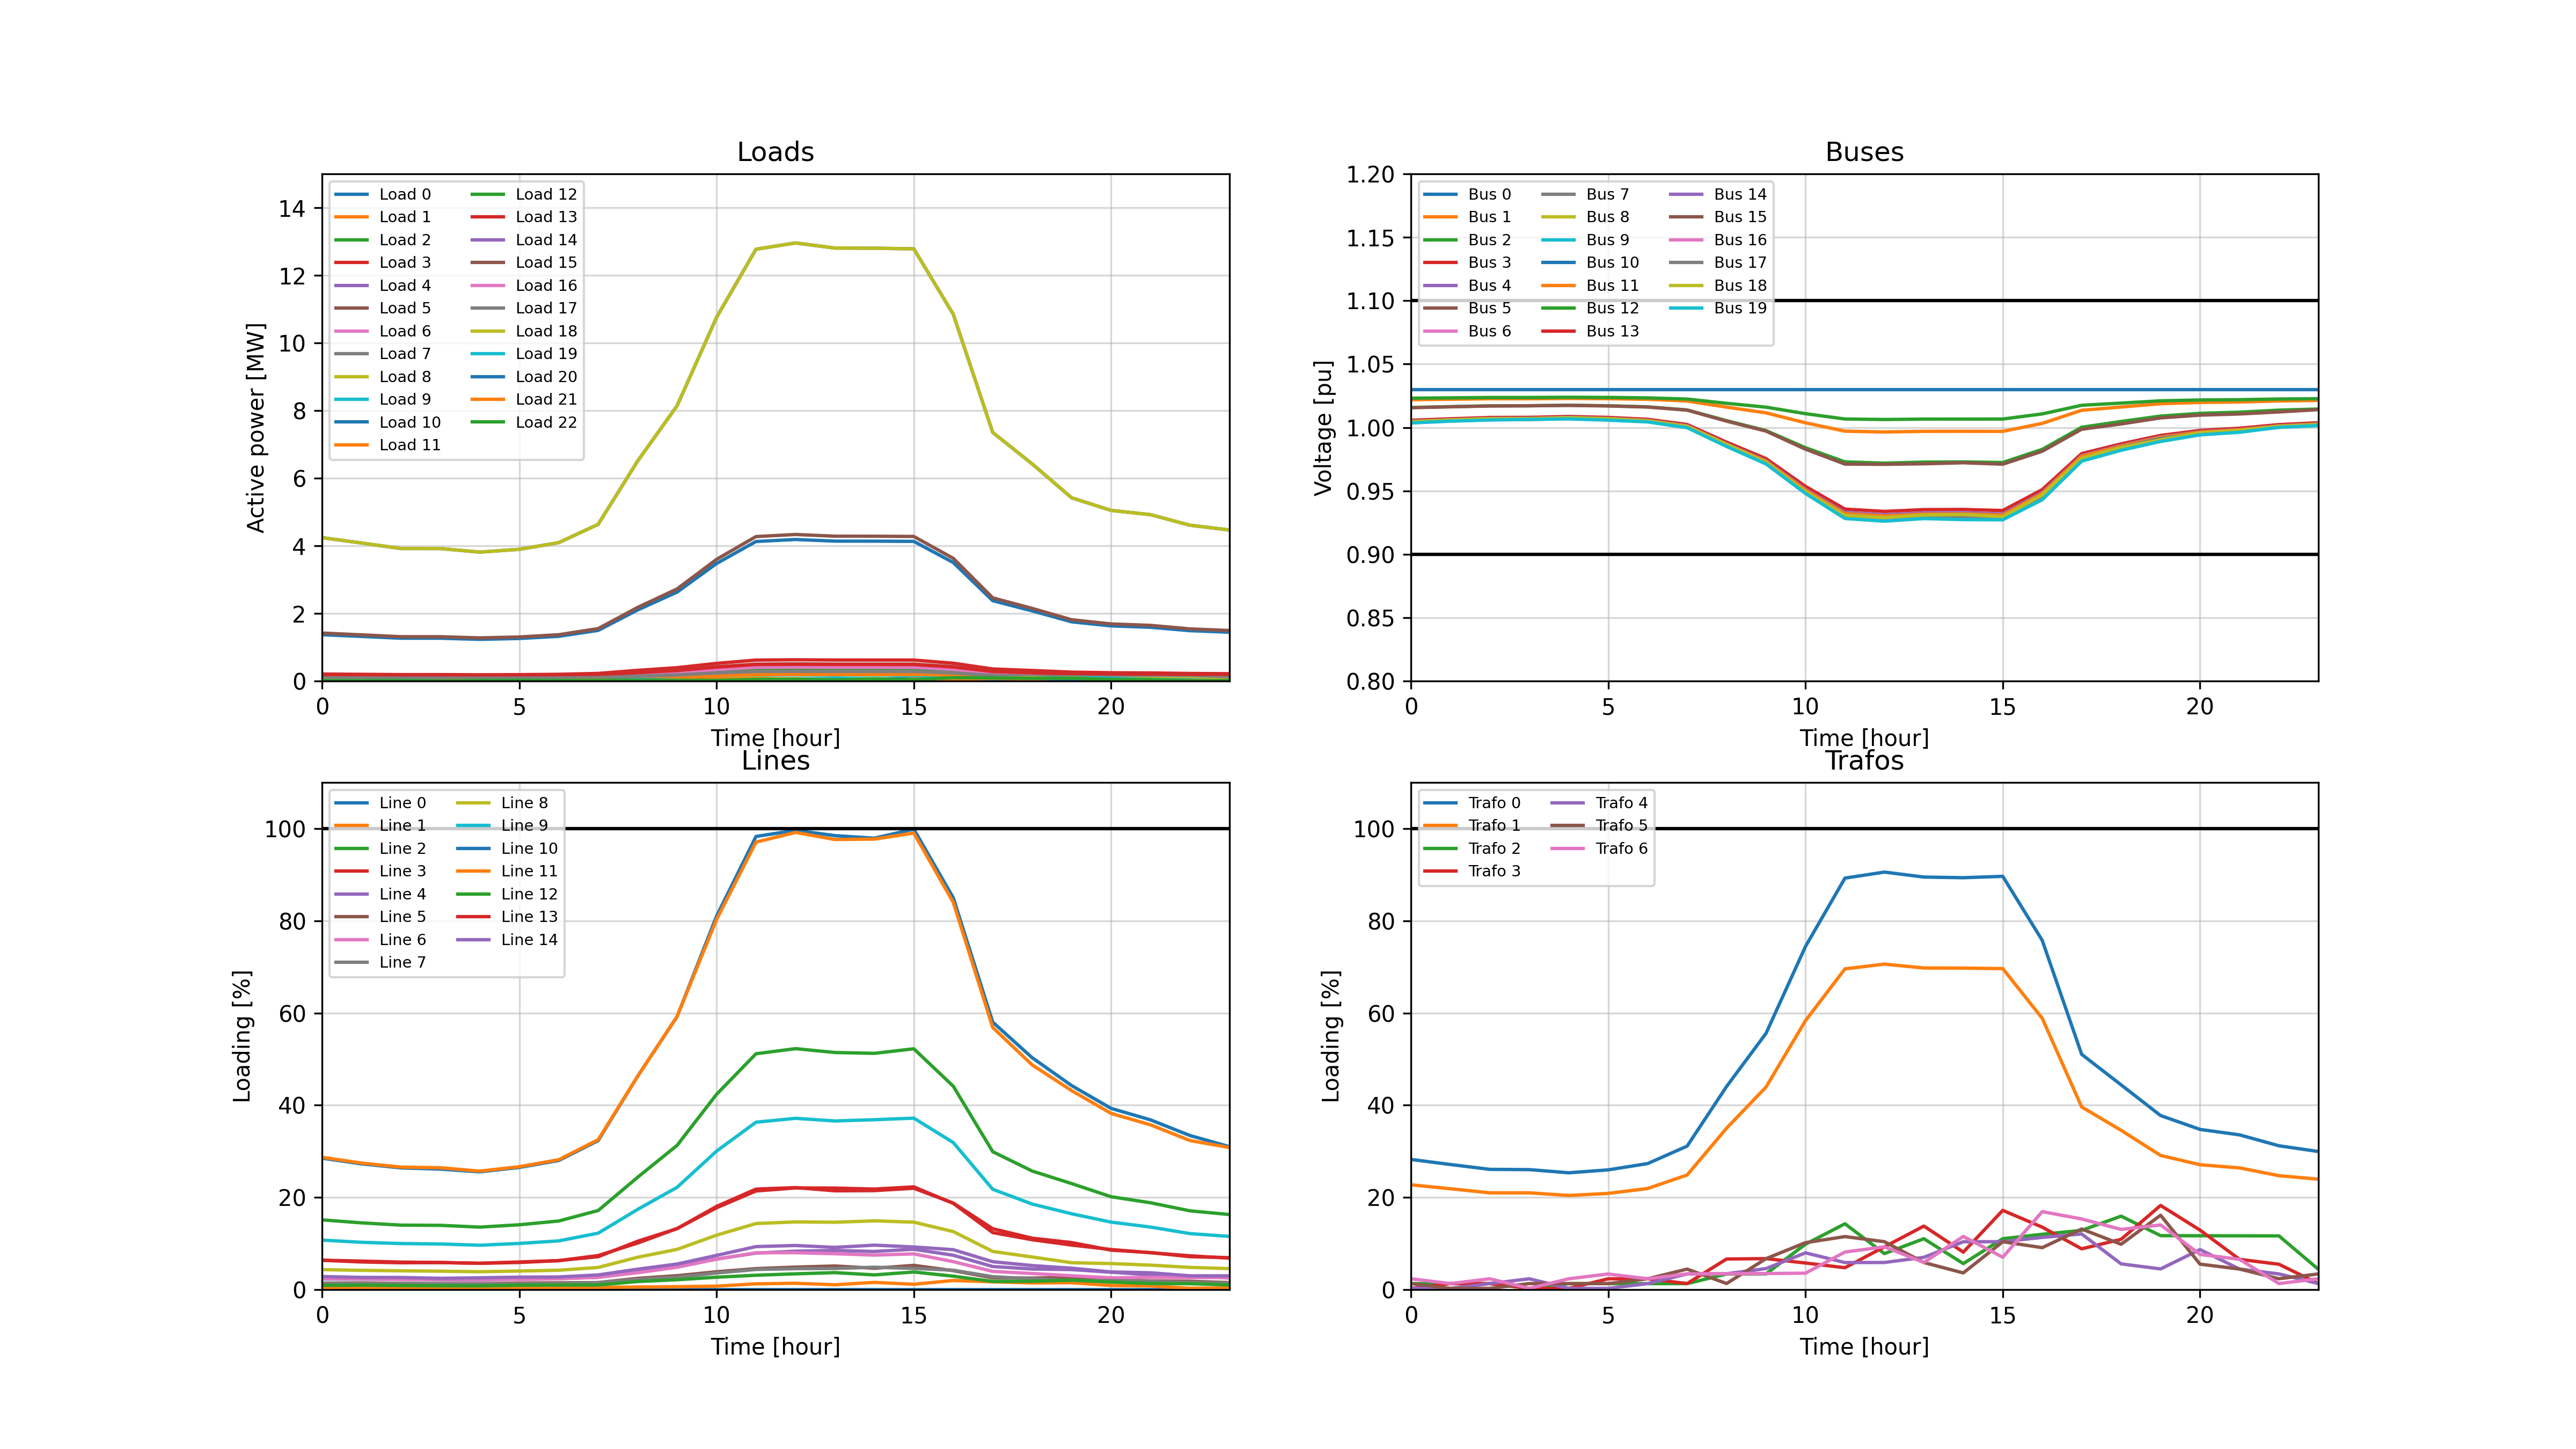 Loads
Active power [MW]
14
12
10
8
6
4
2
0
Load 0
Load 1
Load 2
Load 3
Load 4
Load 5
Load 6
Load 7
Load 8
Load 9
Load 10
Load 11
Load 12
Load 13
Load 14
Load 15
Load 16
Load 17
Load 18
Load 19
Load 20
Load 21
Load 22
0 5 10 15 20
Time [hour]
Buses
Voltage [pu]
1.20
1.15
1.10
1.05
1.00
0.95
0.90
0.85
0.80
Bus 0
Bus 1
Bus 2
Bus 3
Bus 4
Bus 5
Bus 6
Bus 7
Bus 8
Bus 9
Bus 10
Bus 11
Bus 12
Bus 13
Bus 14
Bus 15
Bus 16
Bus 17
Bus 18
Bus 19
0 5 10 15 20
Time [hour]
Lines
Loading [%]
100
80
60
40
20
0
Line 0
Line 1
Line 2
Line 3
Line 4
Line 5
Line 6
Line 7
Line 8
Line 9
Line 10
Line 11
Line 12
Line 13
Line 14
0 5 10 15 20
Time [hour]
Trafos
Loading [%]
100
80
60
40
20
0
Trafo 0
Trafo 1
Trafo 2
Trafo 3
Trafo 4
Trafo 5
Trafo 6
0 5 10 15 20
Time [hour]